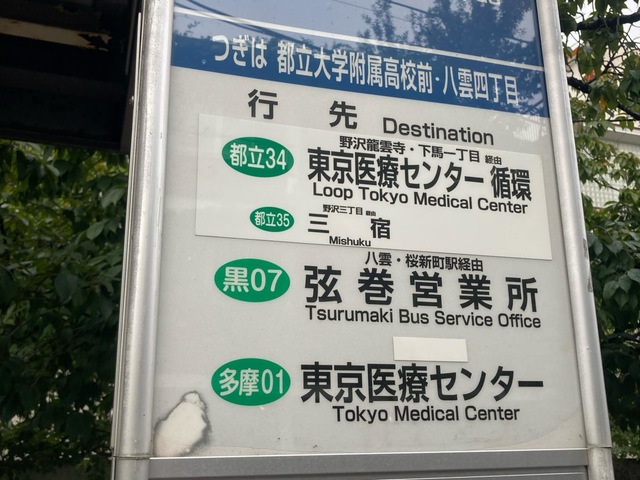 つぎは 都立大学附属高校前・八雲四丁目
行先 Destination
野沢龍雲寺・下馬一丁目 経由
都立34 東京医療センター 循環
Loop Tokyo Medical Center
野沢三丁目 経由
都立35 三宿
Mishuku
八雲・桜新町駅経由
黒07 弦巻営業所
Tsurumaki Bus Service Office
多摩01 東京医療センター
Tokyo Medical Center